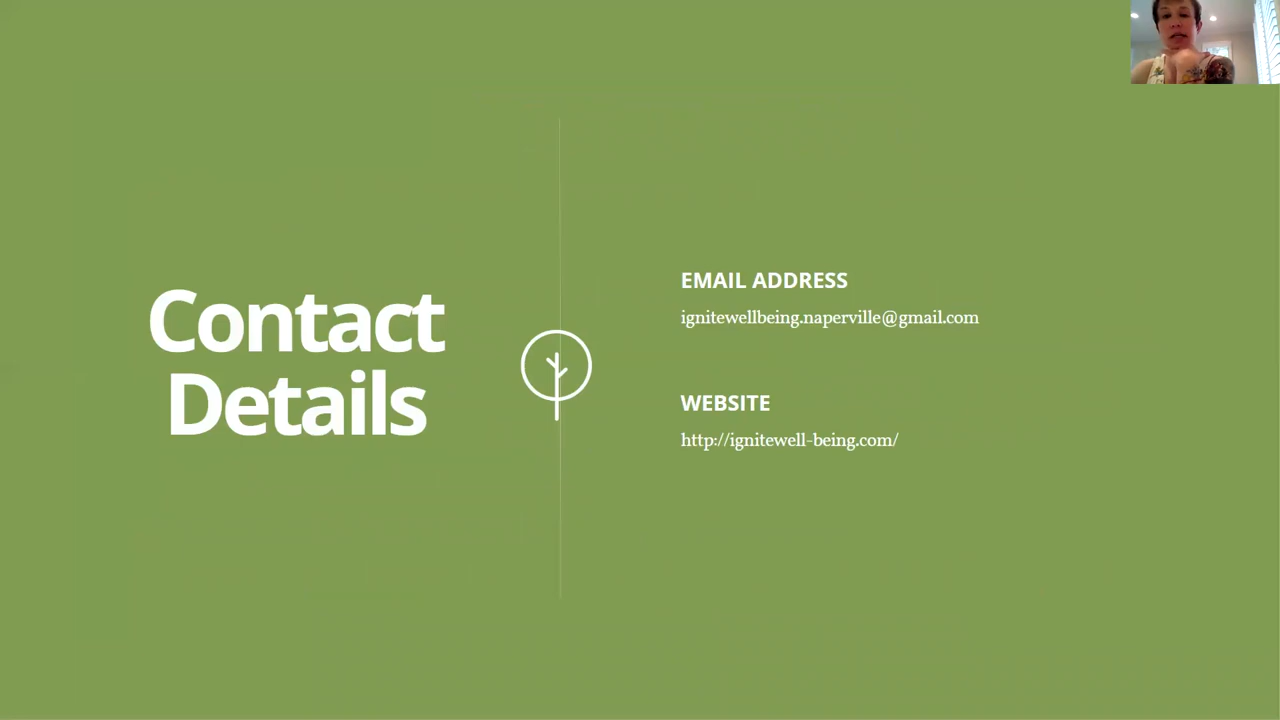 Contact
Details
EMAIL ADDRESS
ignitewellbeing.naperville@gmail.com
WEBSITE
http://ignitewell-being.com/